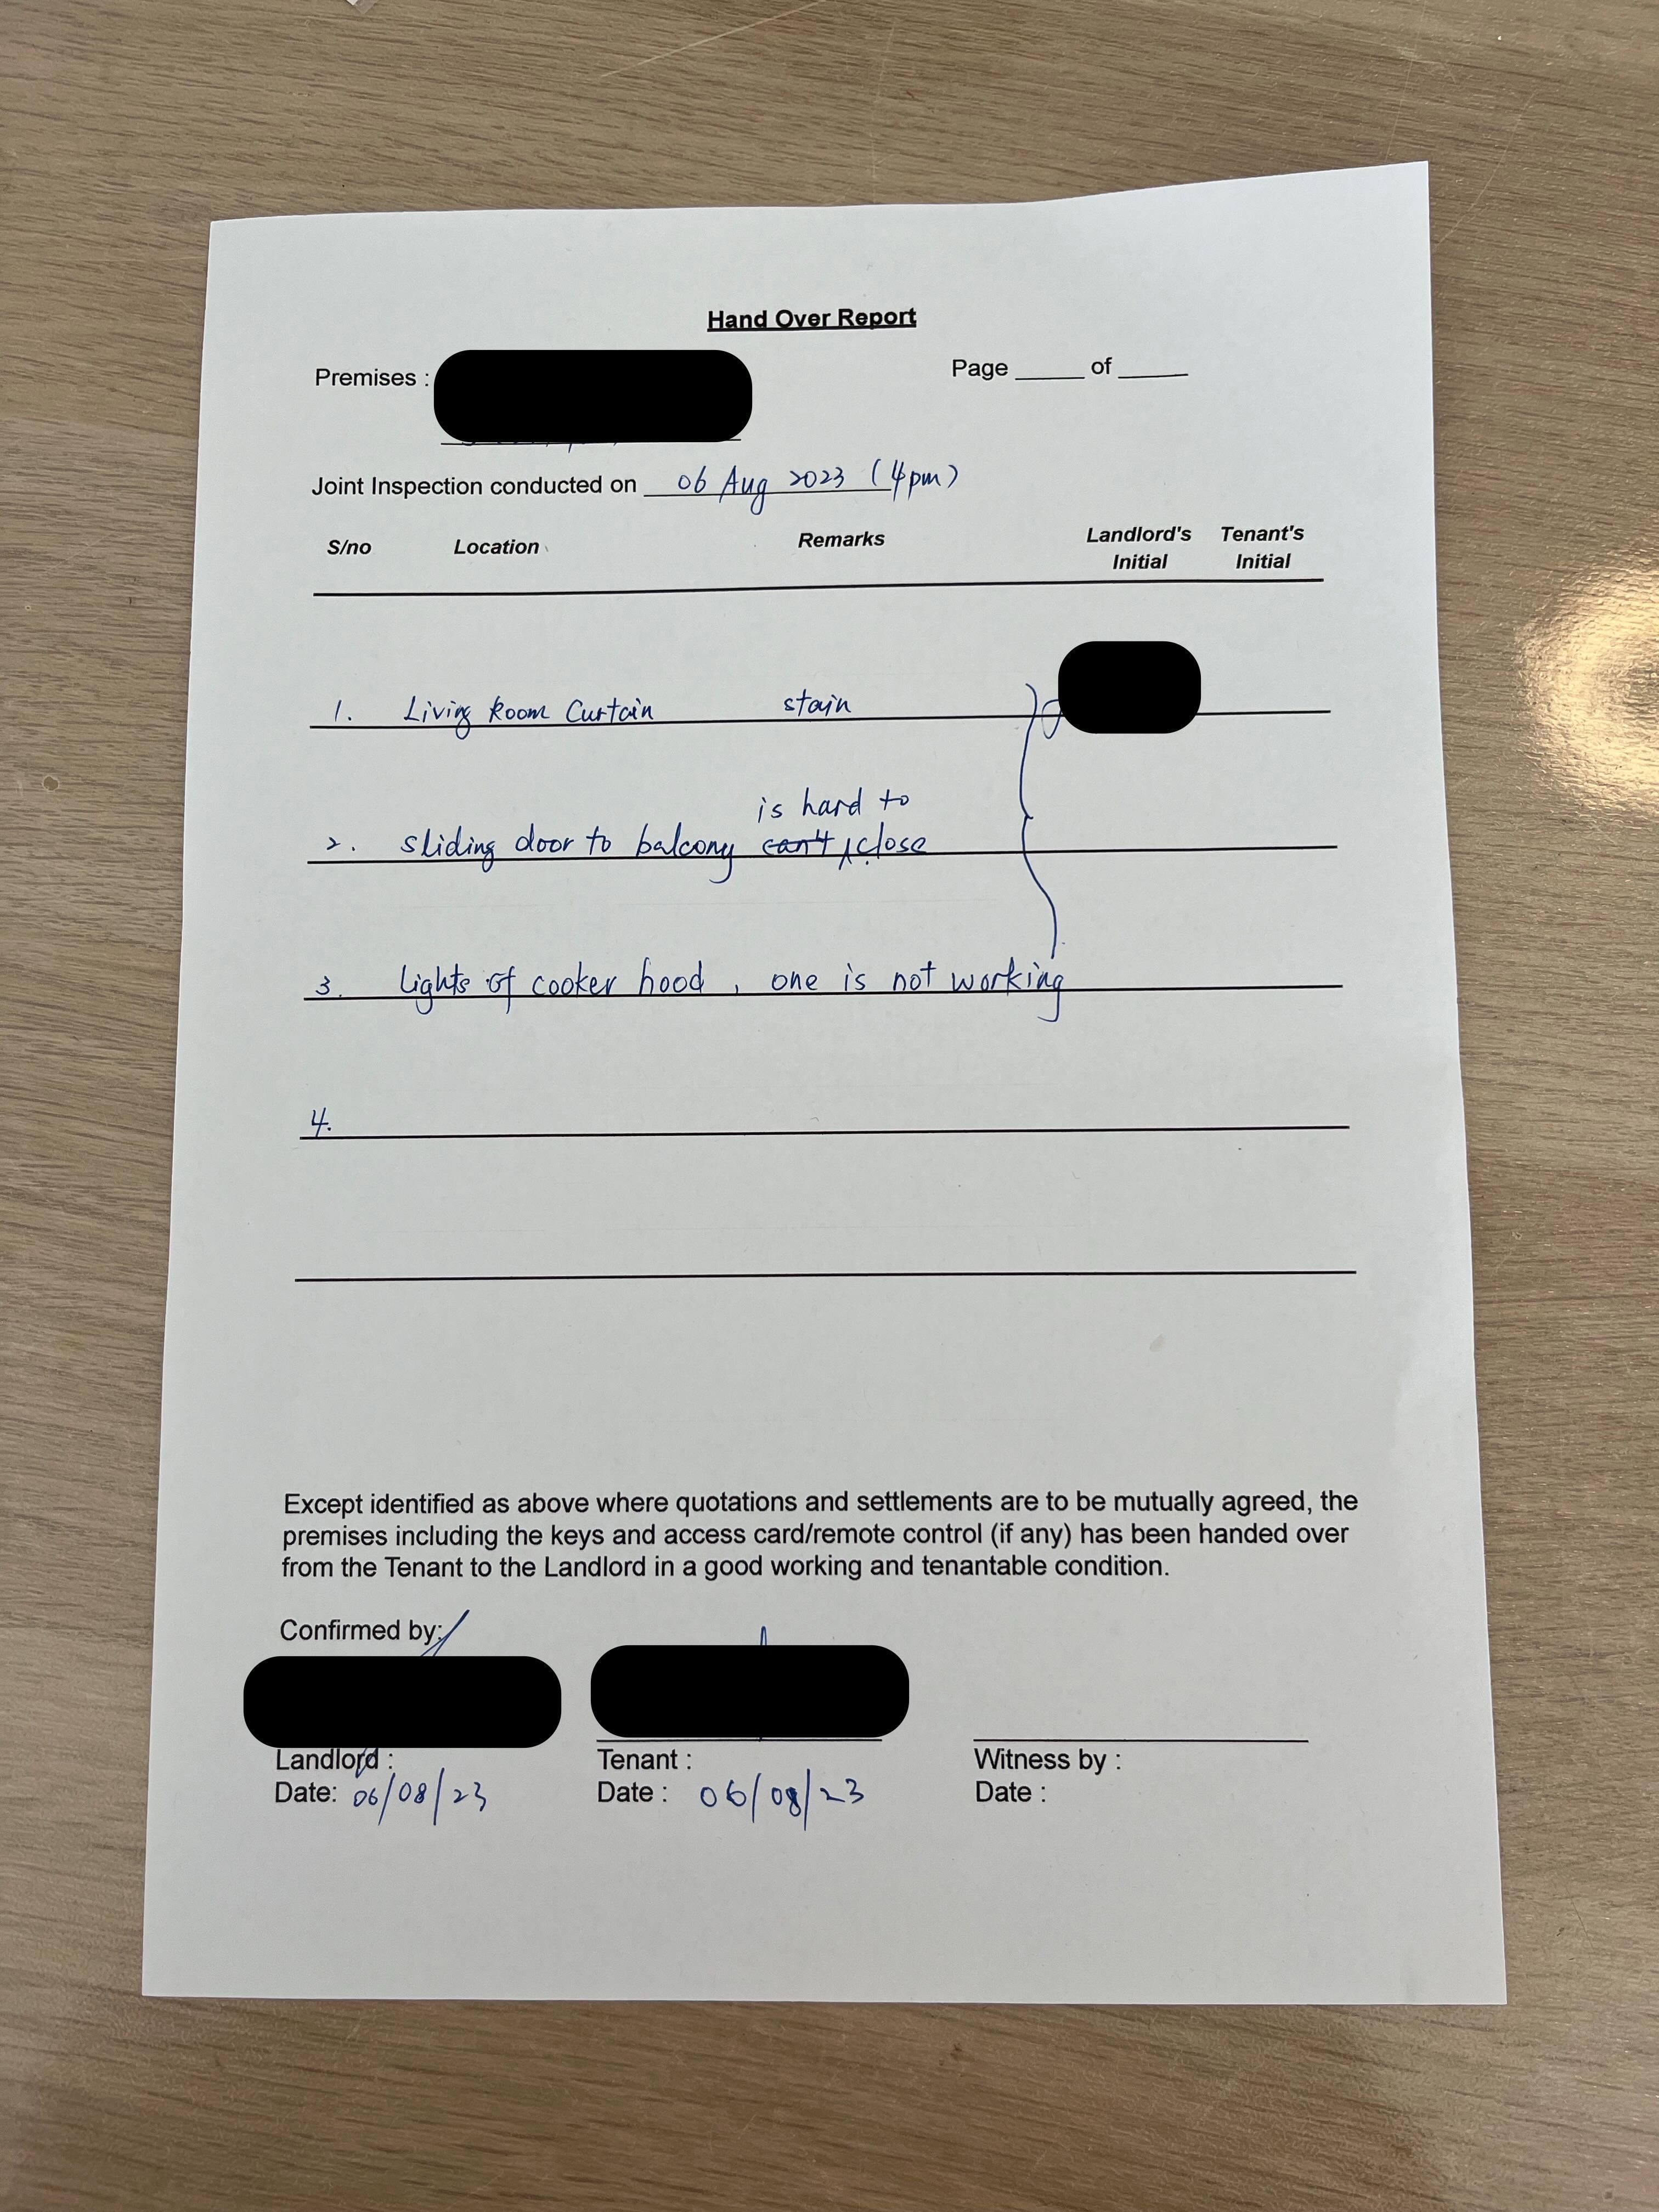 Hand Over Report
Premises :
Page ______ of ______
Joint Inspection conducted on 06 Aug 2023 (4pm)
S/no Location Remarks Landlord's Initial Tenant's Initial
1. Living Room Curtain stain
is hard to
2. sliding door to balcony can't close
3. Lights of cooker hood, one is not working
4.
Except identified as above where quotations and settlements are to be mutually agreed, the
premises including the keys and access card/remote control (if any) has been handed over
from the Tenant to the Landlord in a good working and tenantable condition.
Confirmed by:
Landlord : Tenant : Witness by :
Date: 06/08/23 Date : 06/08/23 Date :